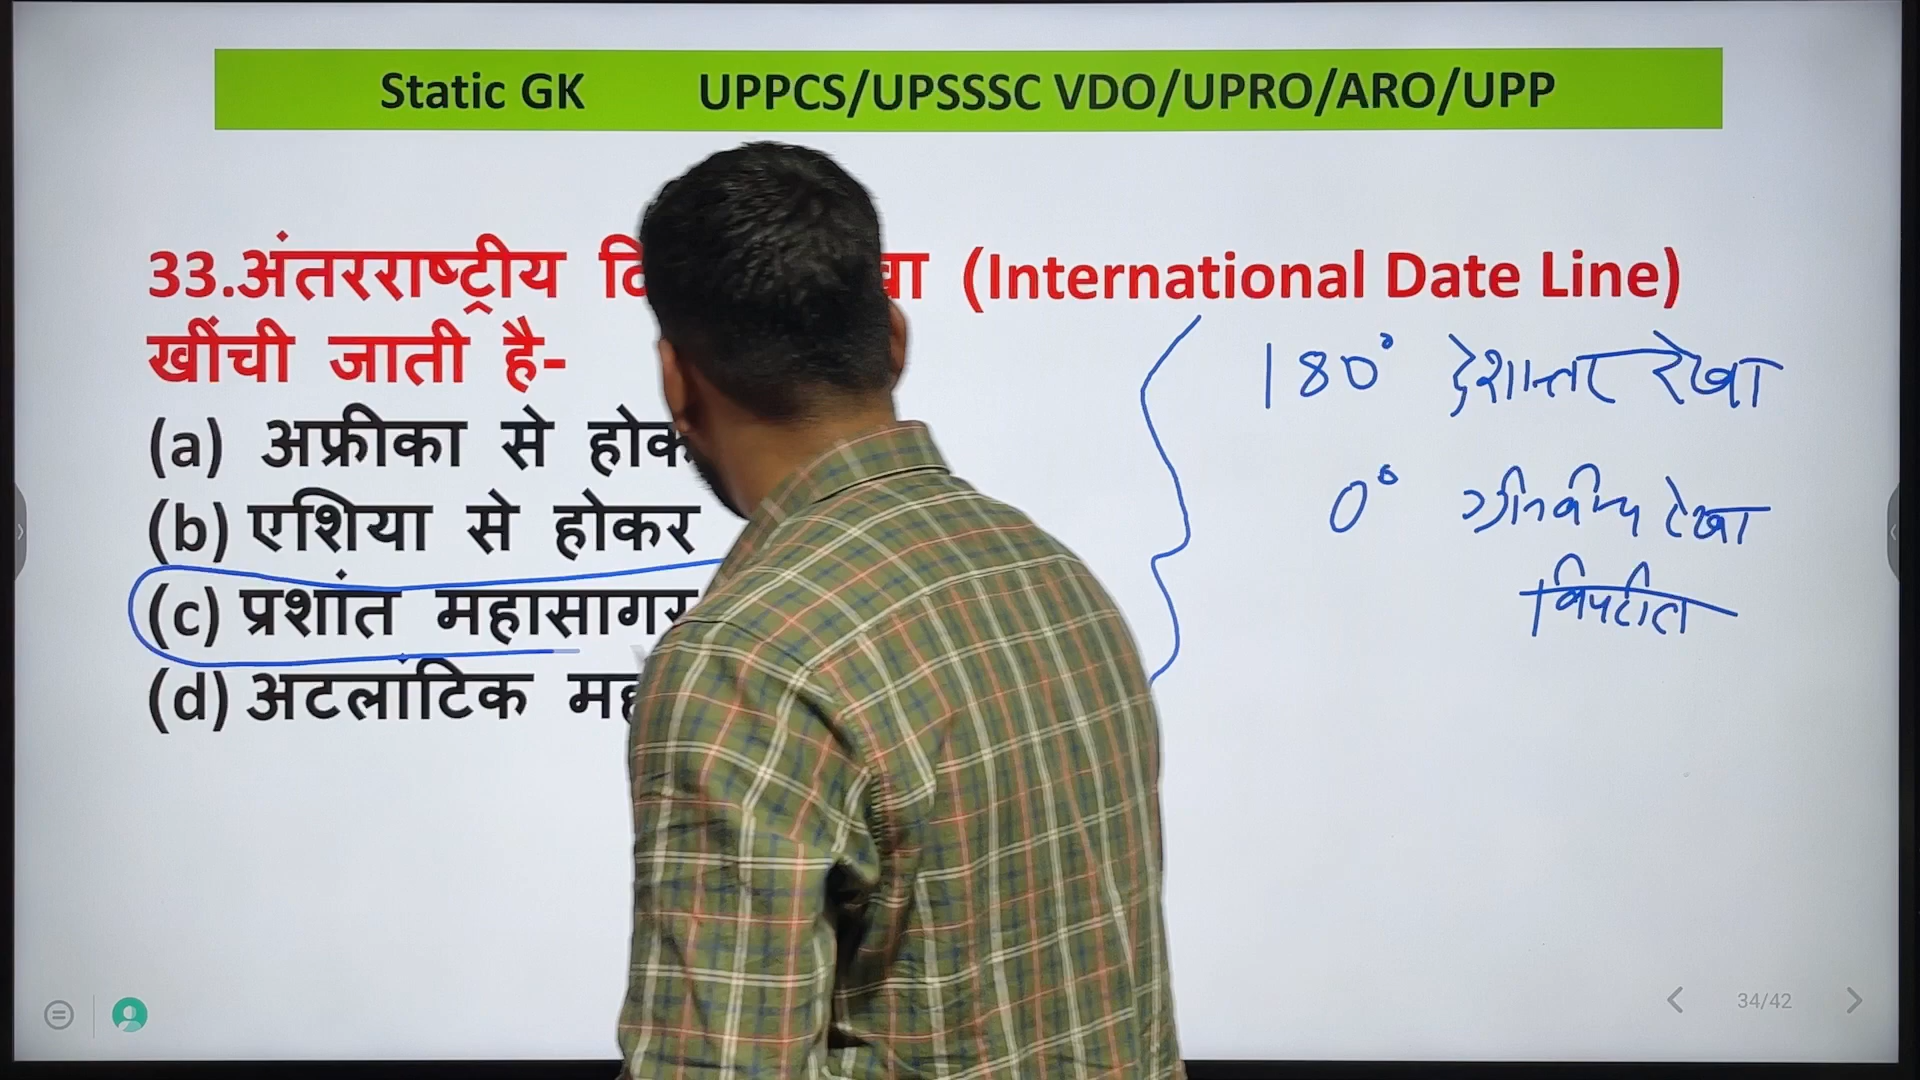 Static GK UPPCS/UPSSSC VDO/UPRO/ARO/UPP
33.अंतरराष्ट्रीय (International Date Line)
खींची जाती है-
(a) अफ्रीका से
(b) एशिया से होकर
(c) प्रशांत महासागर
(d) अटलांटिक
180° देशान्तर रेखा
0° ग्रीनवीच रेखा
विपरीत
34/42